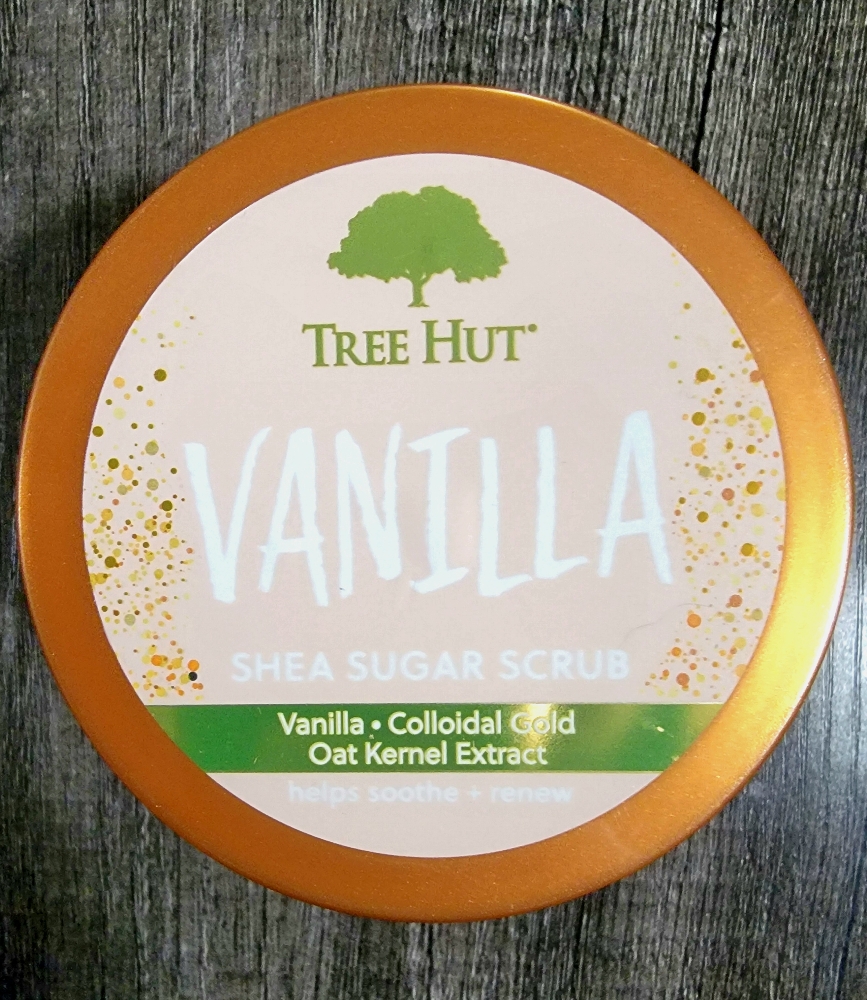 TREE HUT
VANILLA
SHEA SUGAR SCRUB
Vanilla • Colloidal Gold
Oat Kernel Extract
helps soothe + renew